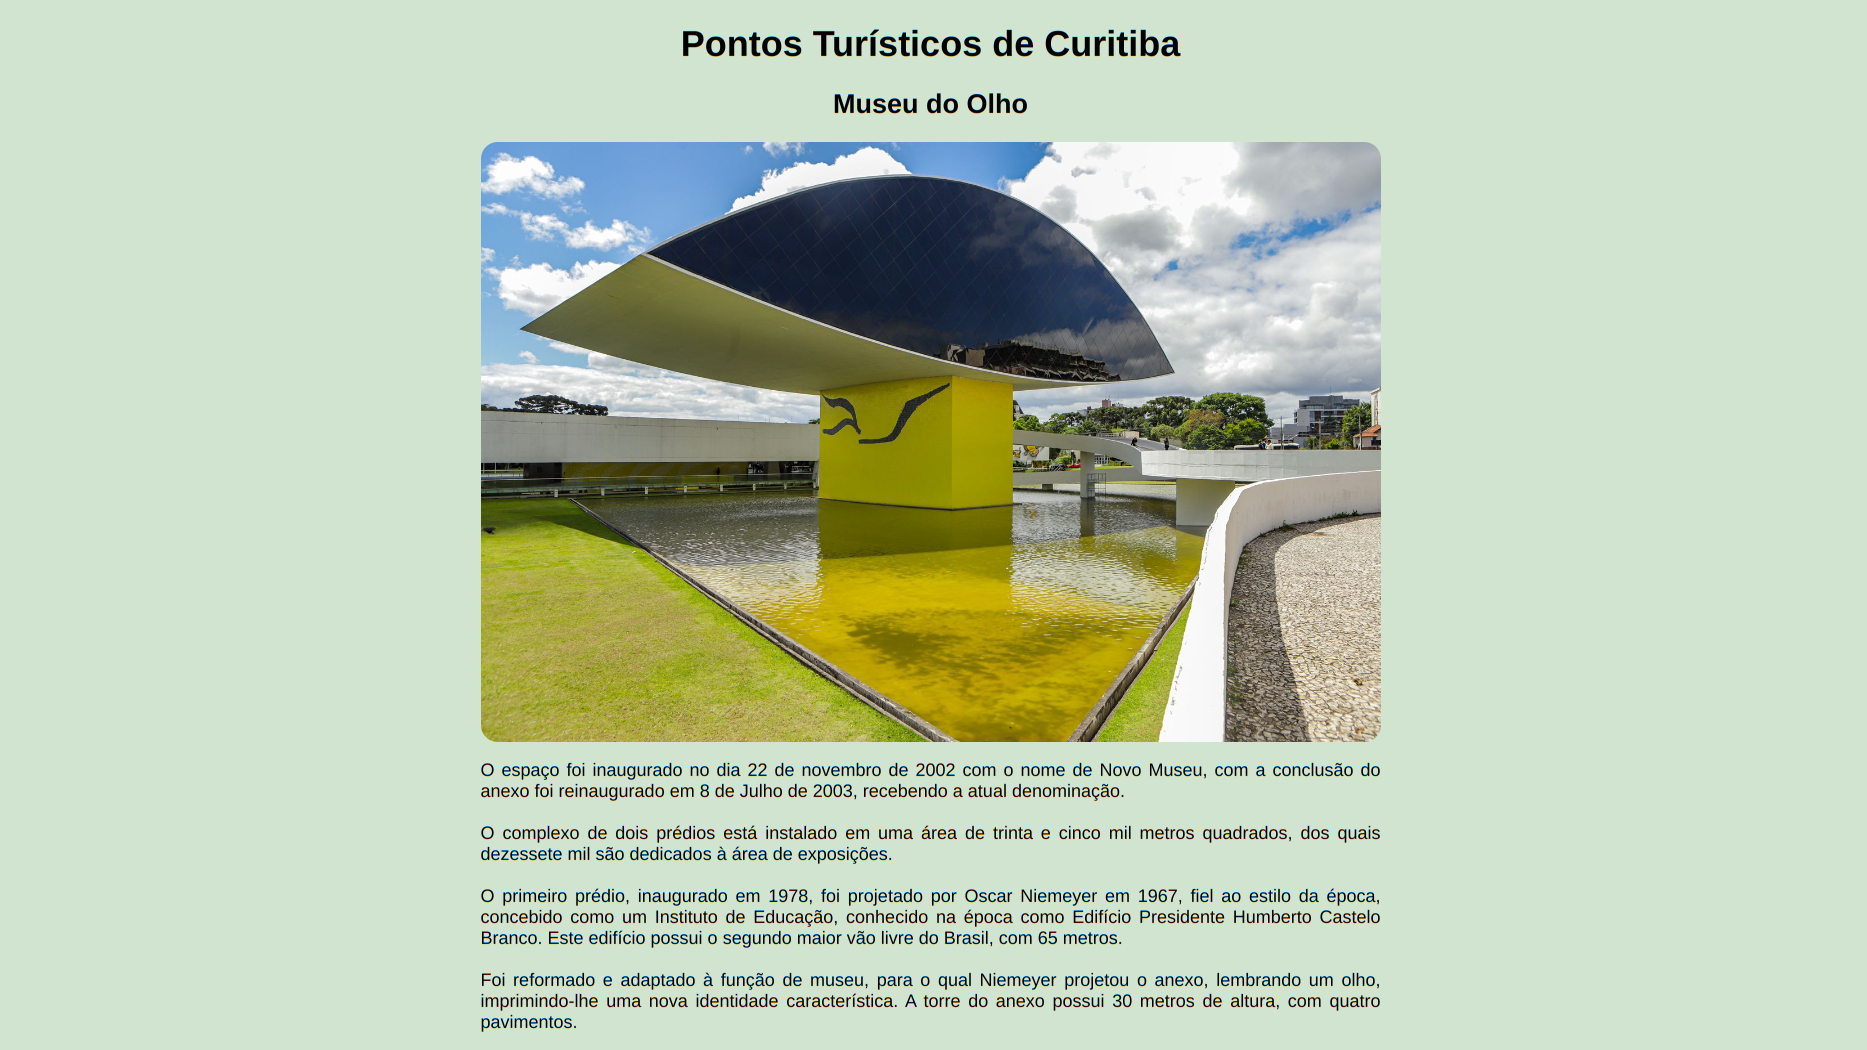 Pontos Turísticos de Curitiba
Museu do Olho
O espaço foi inaugurado no dia 22 de novembro de 2002 com o nome de Novo Museu, com a conclusão do
anexo foi reinaugurado em 8 de Julho de 2003, recebendo a atual denominação.
O complexo de dois prédios está instalado em uma área de trinta e cinco mil metros quadrados, dos quais
dezessete mil são dedicados à área de exposições.
O primeiro prédio, inaugurado em 1978, foi projetado por Oscar Niemeyer em 1967, fiel ao estilo da época,
concebido como um Instituto de Educação, conhecido na época como Edifício Presidente Humberto Castelo
Branco. Este edifício possui o segundo maior vão livre do Brasil, com 65 metros.
Foi reformado e adaptado à função de museu, para o qual Niemeyer projetou o anexo, lembrando um olho,
imprimindo-lhe uma nova identidade característica. A torre do anexo possui 30 metros de altura, com quatro
pavimentos.